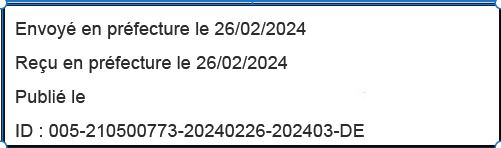 Envoyé en préfecture le 26/02/2024
Reçu en préfecture le 26/02/2024
Publié le
ID : 005-210500773-20240226-202403-DE